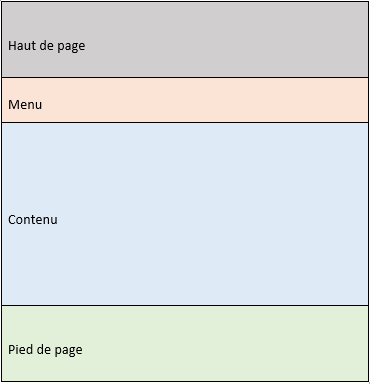 Haut de page
Menu
Contenu
Pied de page